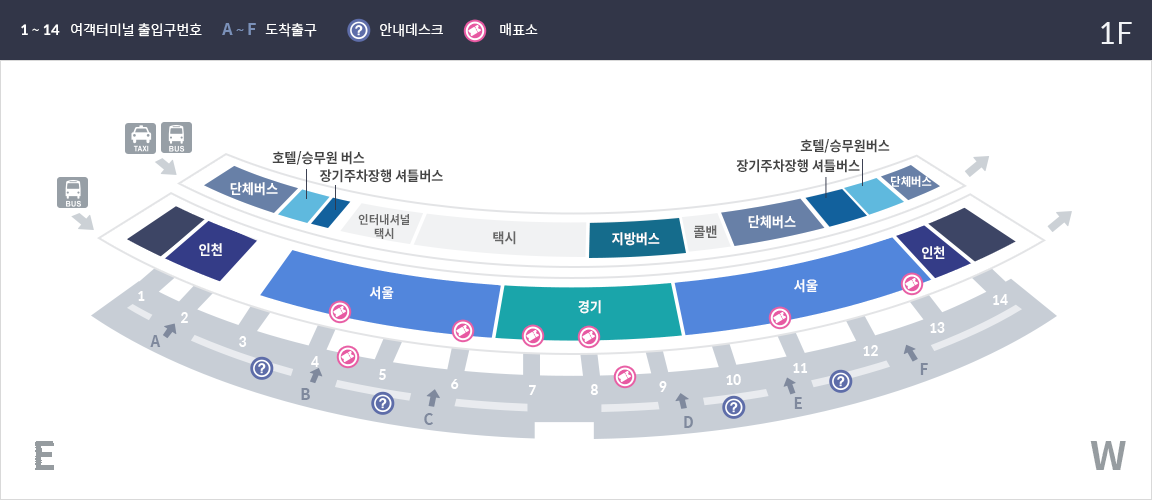 1 ~ 14 여객터미널 출입구번호 A ~ F 도착출구 ? 안내데스크 매표소 1F
TAXI BUS
BUS
호텔/승무원 버스
장기주차장행 셔틀버스
호텔/승무원버스
장기주차장행 셔틀버스
단체버스
인터내셔널
택시
택시
지방버스
콜밴
단체버스
단체버스
인천
서울
경기
서울
인천
1
2
3
4
5
6
7
8
9
10
11
12
13
14
A
B
C
D
E
F
?
?
?
?
E
W